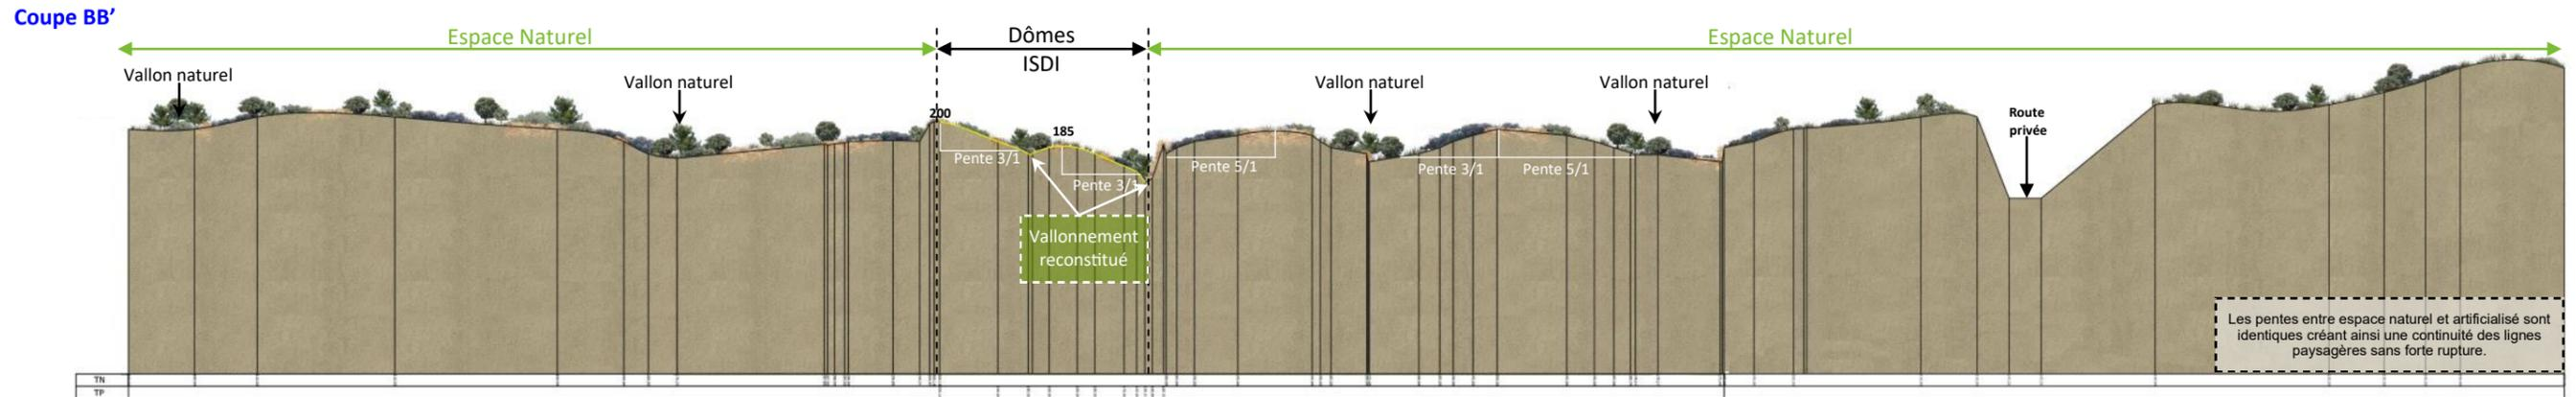 Coupe BB’
Espace Naturel
Dômes
ISDI
Espace Naturel
Vallon naturel
Vallon naturel
Vallon naturel
Vallon naturel
Route
privée
200
185
Pente 3/1
Pente 3/1
Pente 5/1
Pente 3/1
Pente 5/1
Vallonnement
reconstitué
Les pentes entre espace naturel et artificialisé sont
identiques créant ainsi une continuité des lignes
paysagères sans forte rupture.
TN
TP